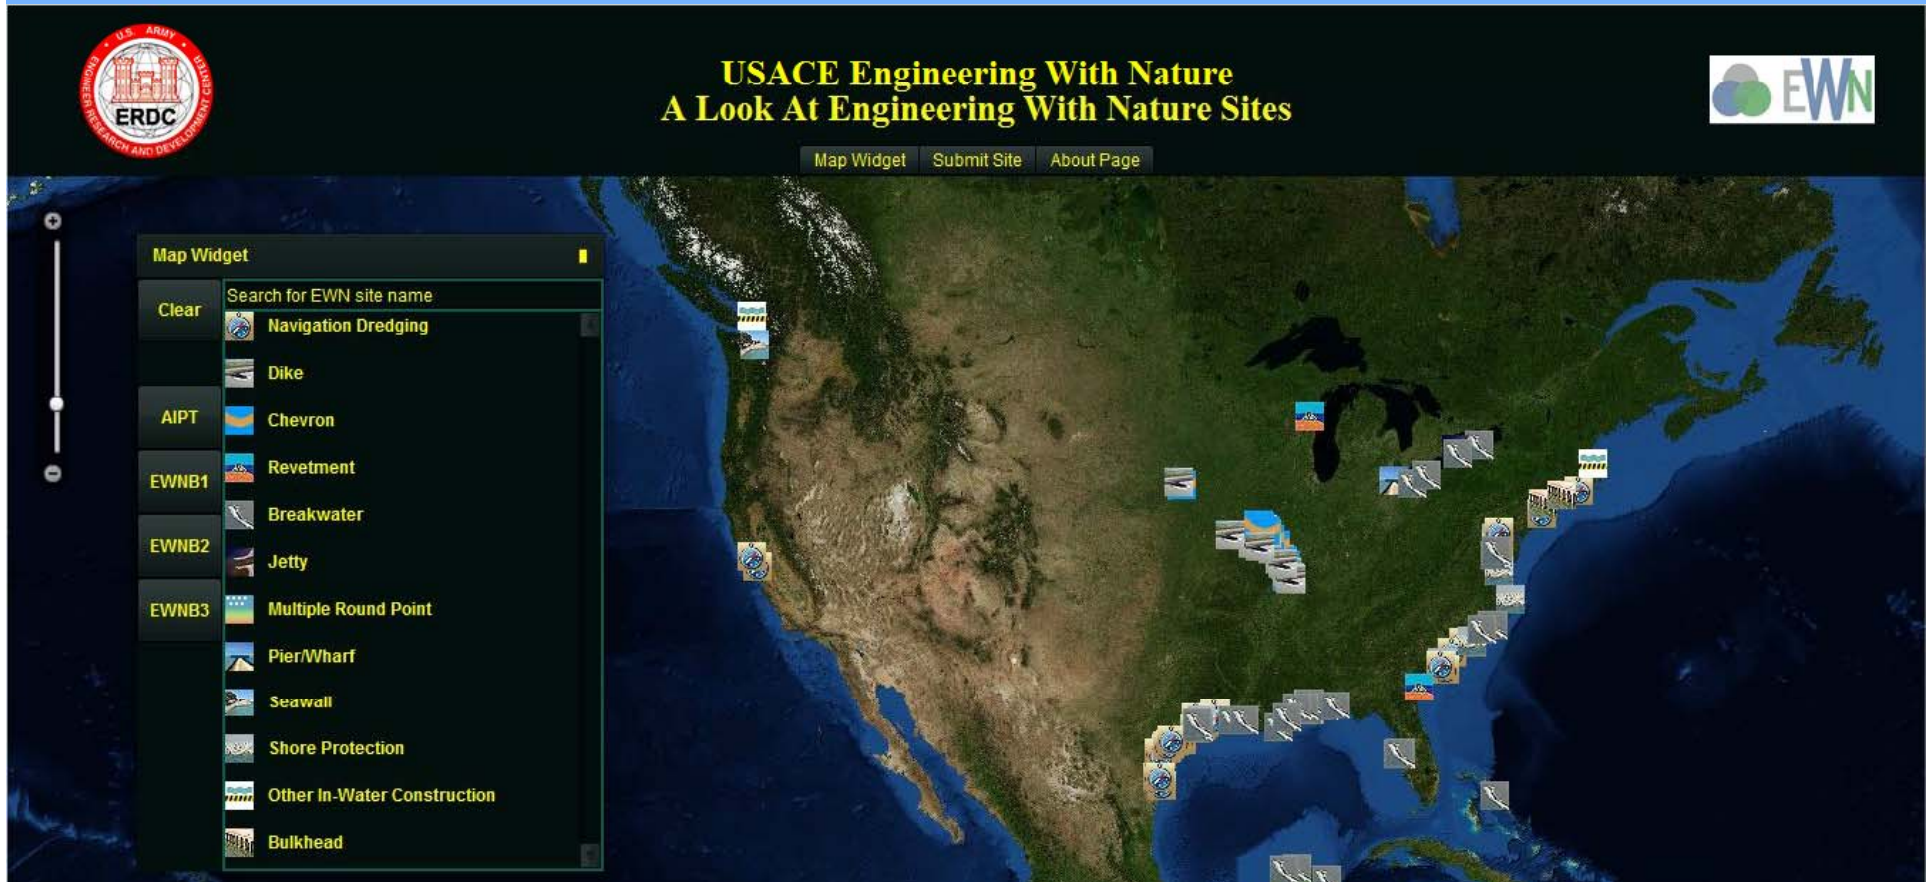 U.S. ARMY
ENGINEER RESEARCH AND DEVELOPMENT CENTER
ERDC
USACE Engineering With Nature
A Look At Engineering With Nature Sites
EWN
Map Widget
Submit Site
About Page
Map Widget
Clear
Search for EWN site name
Navigation Dredging
Dike
AIPT
Chevron
Revetment
EWNB1
Breakwater
EWNB2
Jetty
EWNB3
Multiple Round Point
Pier/Wharf
Seawall
Shore Protection
Other In-Water Construction
Bulkhead